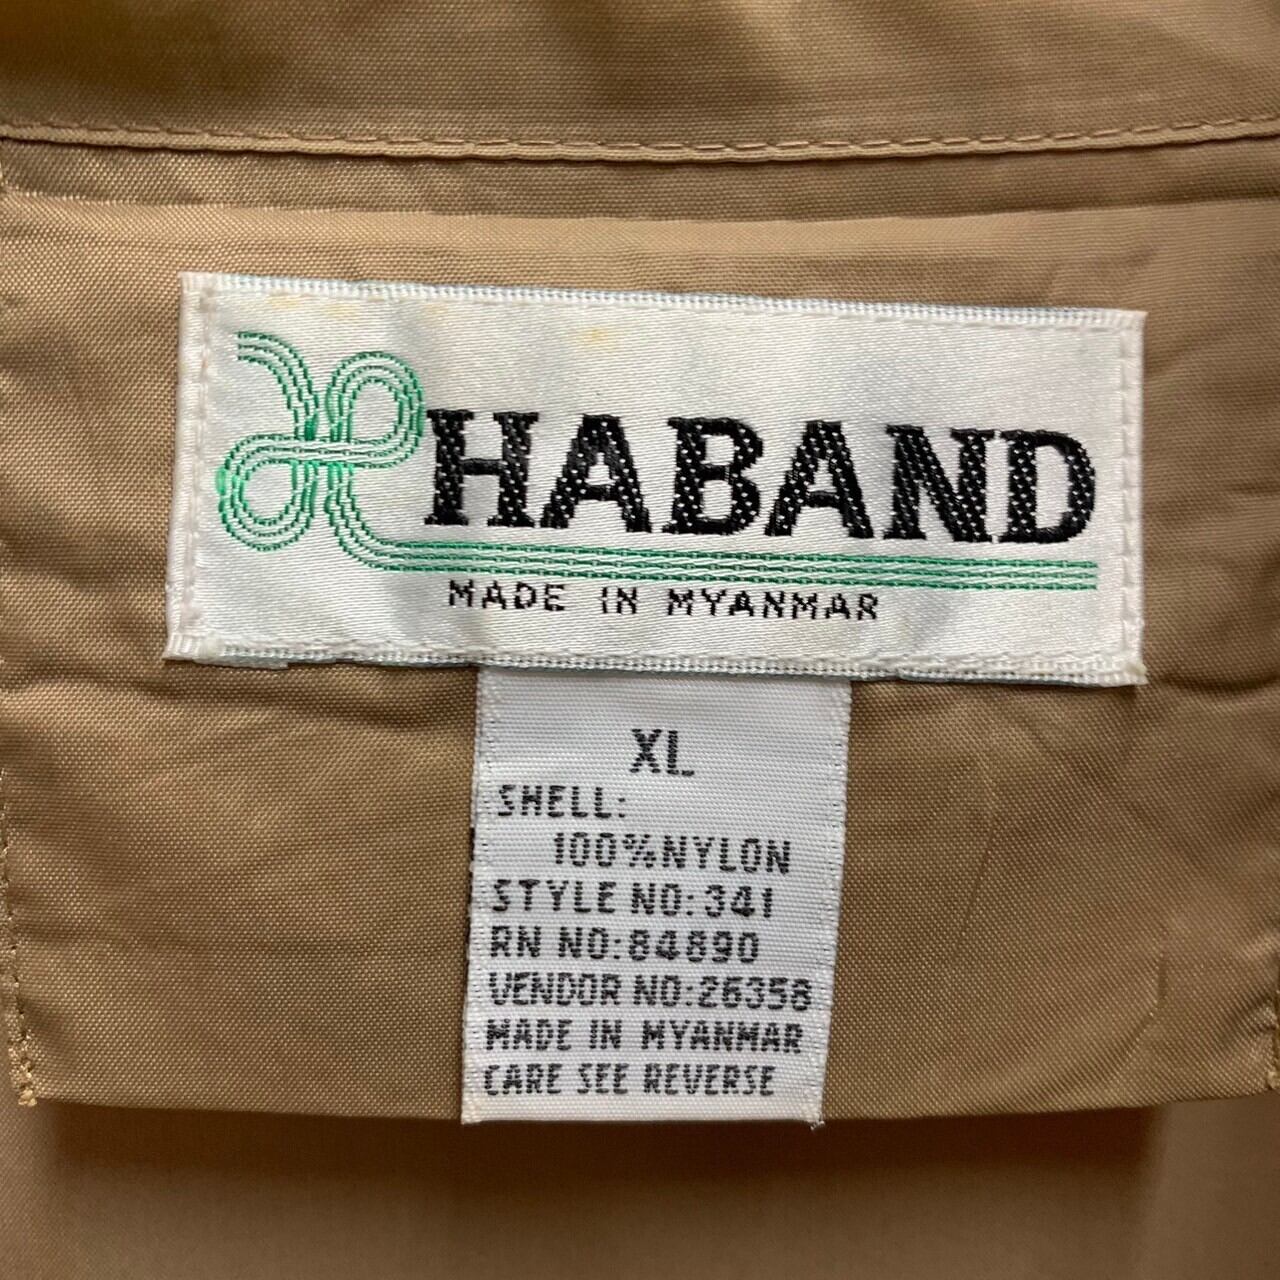 HABAND
MADE IN MYANMAR
XL
SHELL:
100%NYLON
STYLE NO:341
RN NO:84890
VENDOR NO:26358
MADE IN MYANMAR
CARE SEE REVERSE